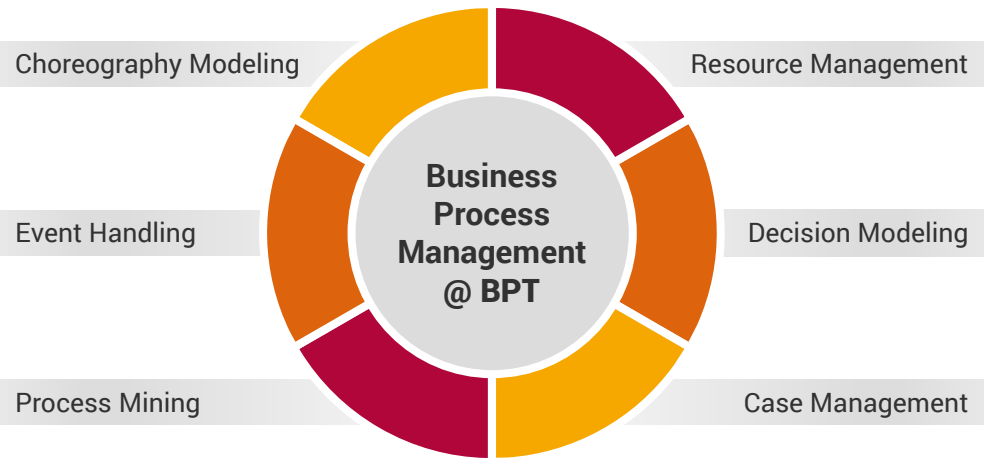 Choreography Modeling
Resource Management
Business
Process
Management
@ BPT
Event Handling
Decision Modeling
Process Mining
Case Management